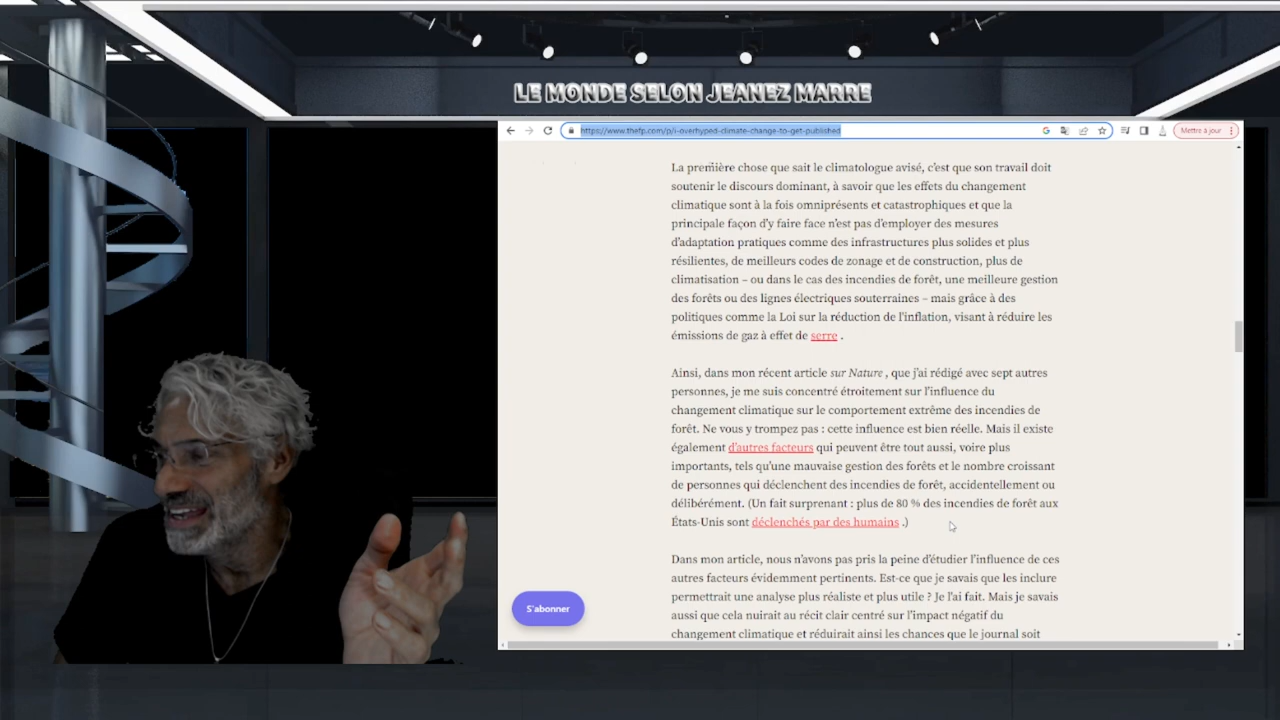 LE MONDE SELON JEANEZ MARRE
https://www.thefp.com/p/i-overhyped-climate-change-to-get-published
Mettre à jour
La première chose que sait le climatologue avisé, c'est que son travail doit
soutenir le discours dominant, à savoir que les effets du changement
climatique sont à la fois omniprésents et catastrophiques et que la
principale façon d'y faire face n'est pas d'employer des mesures
d'adaptation pratiques comme des infrastructures plus solides et plus
résilientes, de meilleurs codes de zonage et de construction, plus de
climatisation – ou dans le cas des incendies de forêt, une meilleure gestion
des forêts ou des lignes électriques souterraines – mais grâce à des
politiques comme la Loi sur la réduction de l'inflation, visant à réduire les
émissions de gaz à effet de serre .
Ainsi, dans mon récent article sur Nature , que j'ai rédigé avec sept autres
personnes, je me suis concentré étroitement sur l'influence du
changement climatique sur le comportement extrême des incendies de
forêt. Ne vous y trompez pas : cette influence est bien réelle. Mais il existe
également d'autres facteurs qui peuvent être tout aussi, voire plus
importants, tels qu'une mauvaise gestion des forêts et le nombre croissant
de personnes qui déclenchent des incendies de forêt, accidentellement ou
délibérément. (Un fait surprenant : plus de 80 % des incendies de forêt aux
États-Unis sont déclenchés par des humains .)
Dans mon article, nous n'avons pas pris la peine d'étudier l'influence de ces
autres facteurs évidemment pertinents. Est-ce que je savais que les inclure
permettrait une analyse plus réaliste et plus utile ? Je l'ai fait. Mais je savais
aussi que cela nuirait au récit clair centré sur l'impact négatif du
changement climatique et réduirait ainsi les chances que le journal soit
S'abonner